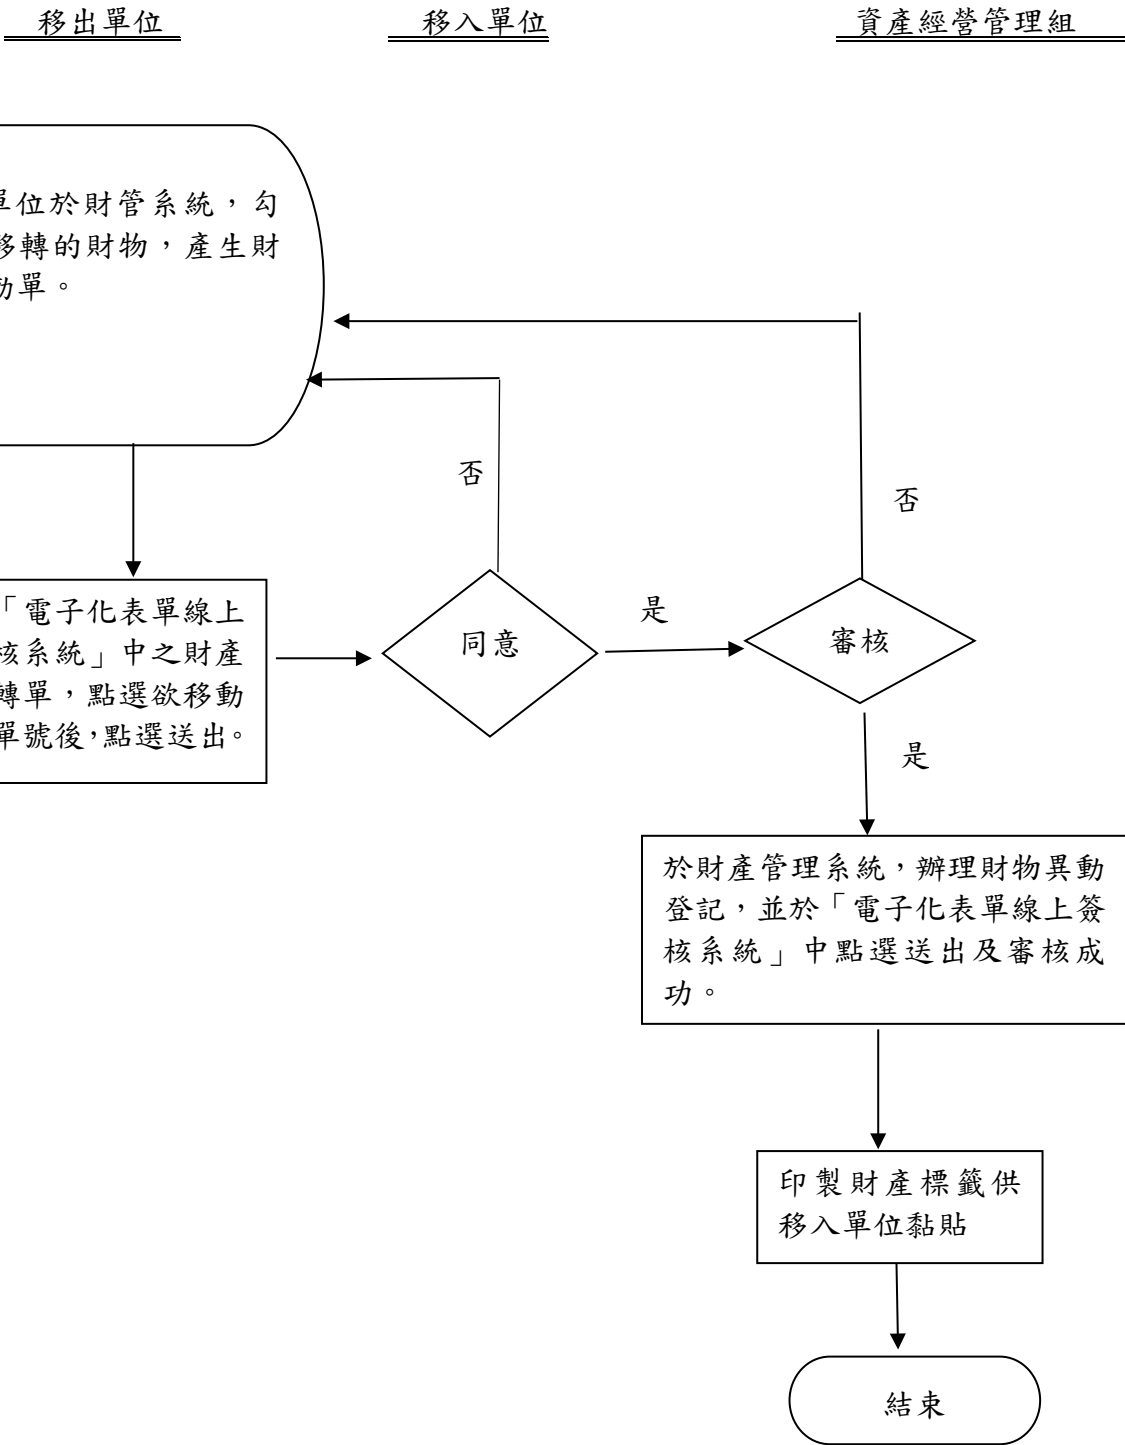 移出單位
移入單位
資產經營管理組
單位於財管系統，勾
移轉的財物，產生財
動單。
否
否
「電子化表單線上
核系統」中之財產
轉單，點選欲移動
單號後，點選送出。
同意
是
審核
是
於財產管理系統，辦理財物異動
登記，並於「電子化表單線上簽
核系統」中點選送出及審核成
功。
印製財產標籤供
移入單位黏貼
結束